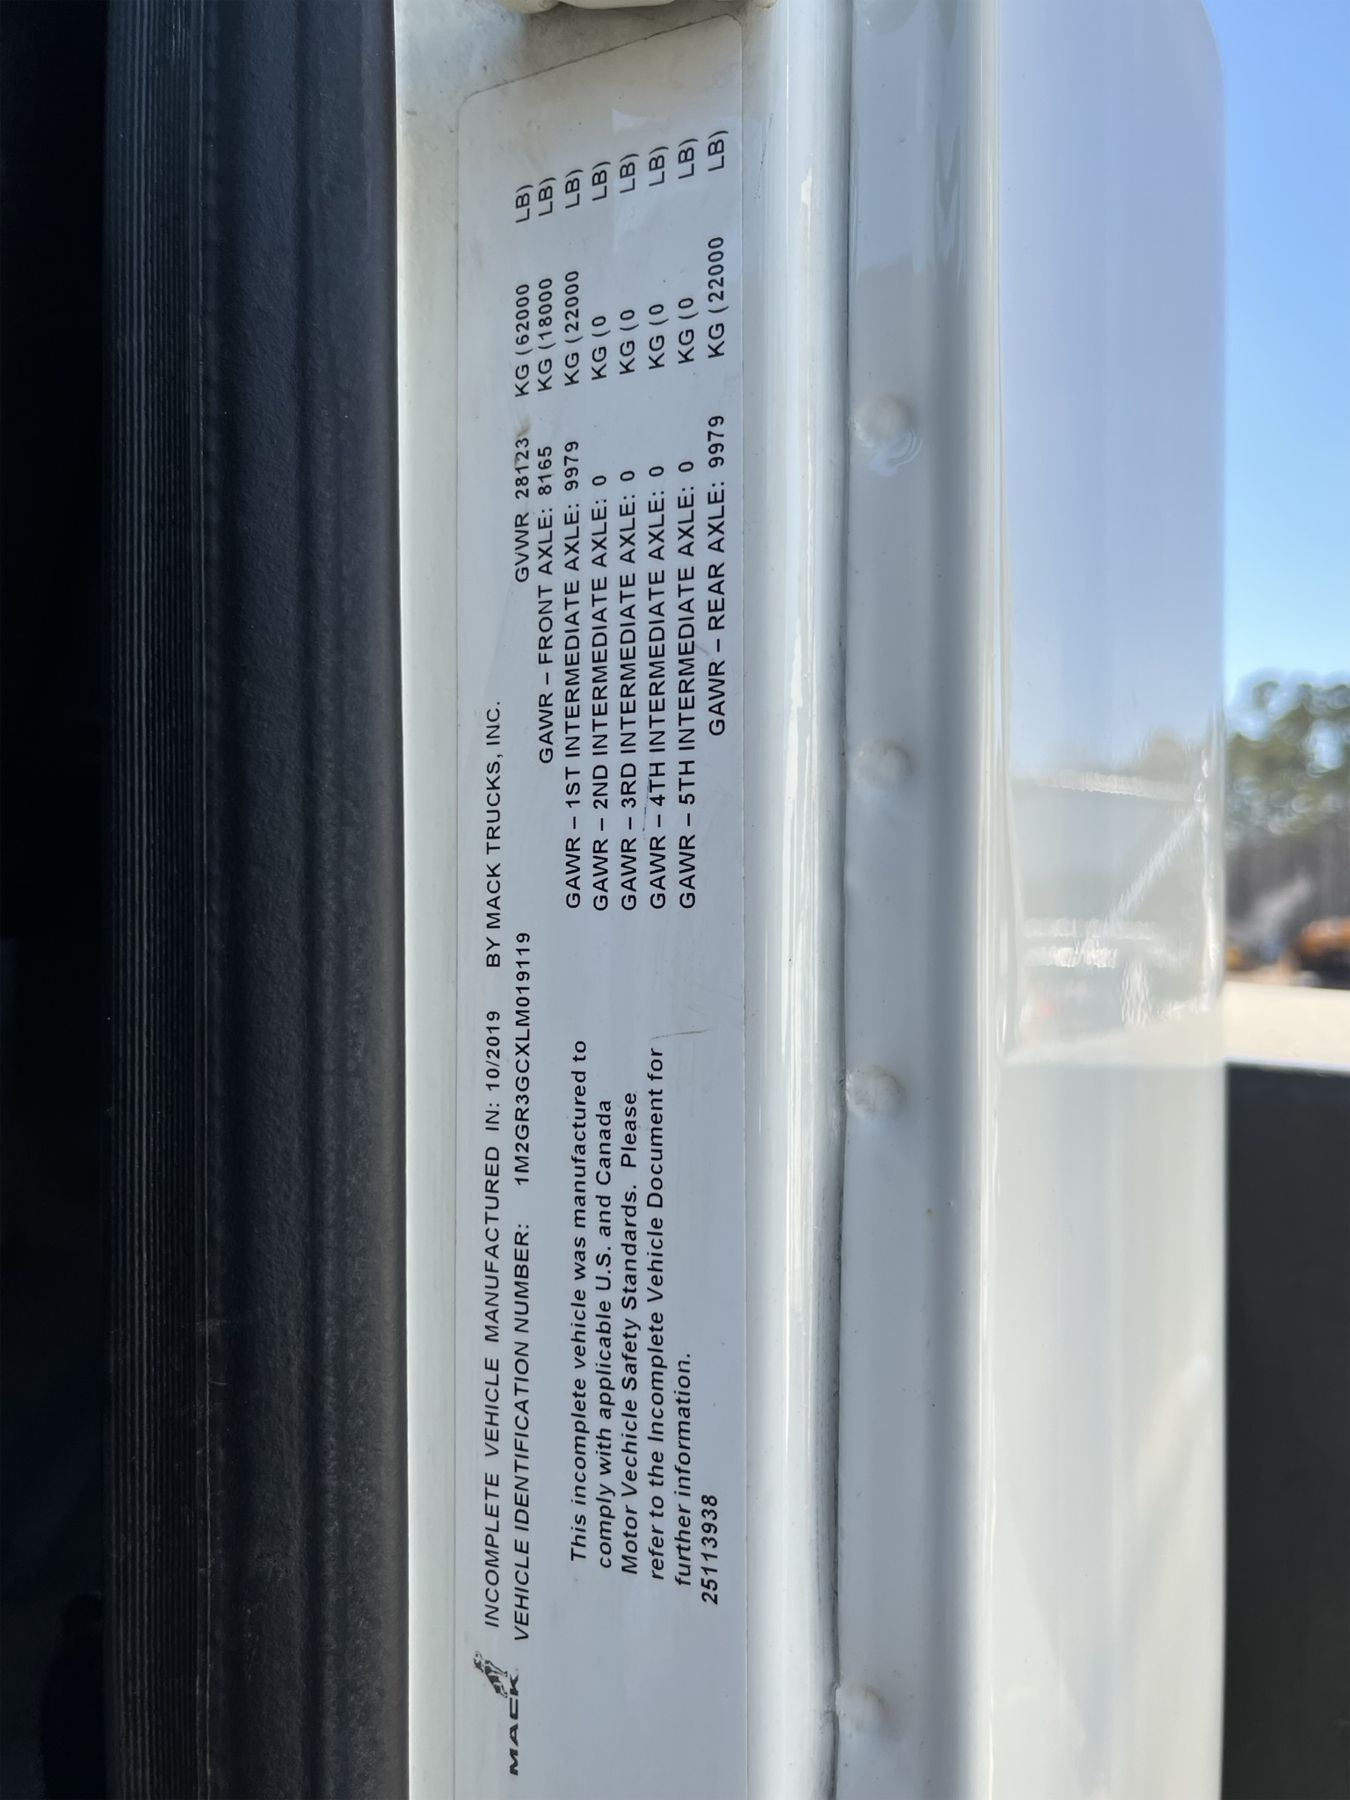 MACK
INCOMPLETE VEHICLE MANUFACTURED IN: 10/2019 BY MACK TRUCKS, INC.
VEHICLE IDENTIFICATION NUMBER: 1M2GR3GCXLM019119
GVWR 28123 KG (62000 LB)
GAWR – FRONT AXLE: 8165 KG (18000 LB)
GAWR – 1ST INTERMEDIATE AXLE: 9979 KG (22000 LB)
GAWR – 2ND INTERMEDIATE AXLE: 0 KG (0 LB)
GAWR – 3RD INTERMEDIATE AXLE: 0 KG (0 LB)
GAWR – 4TH INTERMEDIATE AXLE: 0 KG (0 LB)
GAWR – 5TH INTERMEDIATE AXLE: 0 KG (0 LB)
GAWR – REAR AXLE: 9979 KG (22000 LB)
This incomplete vehicle was manufactured to
comply with applicable U.S. and Canada
Motor Vechicle Safety Standards. Please
refer to the Incomplete Vehicle Document for
further information.
25113938